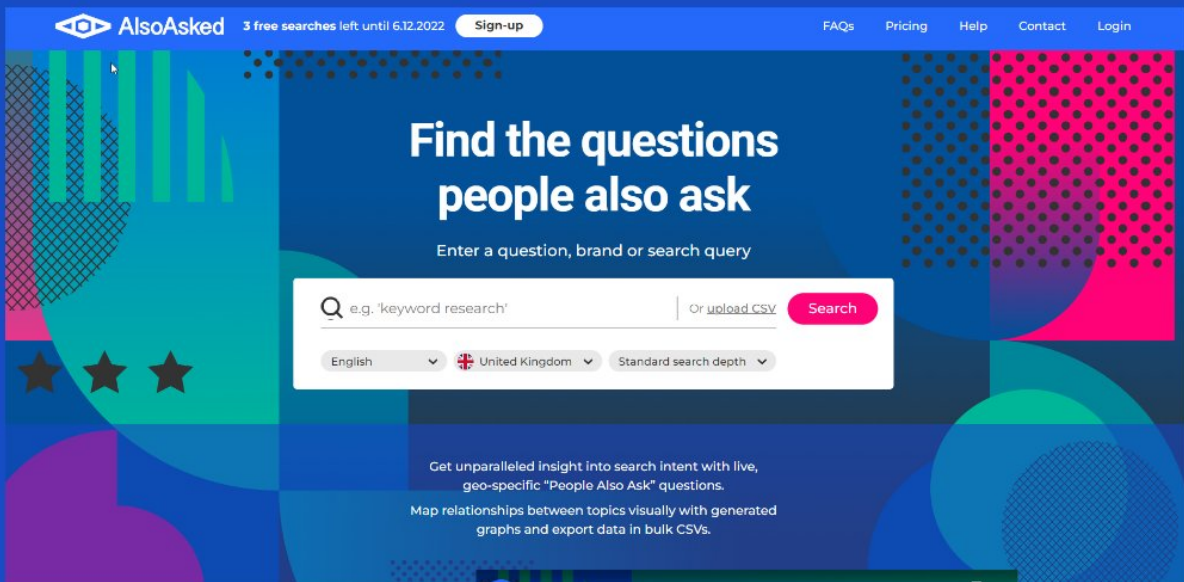 AlsoAsked
3 free searches left until 6.12.2022
Sign-up
FAQs
Pricing
Help
Contact
Login
Find the questions
people also ask
Enter a question, brand or search query
e.g. 'keyword research'
Or upload CSV
Search
English
United Kingdom
Standard search depth
Get unparalleled insight into search intent with live,
geo-specific “People Also Ask” questions.
Map relationships between topics visually with generated
graphs and export data in bulk CSVs.